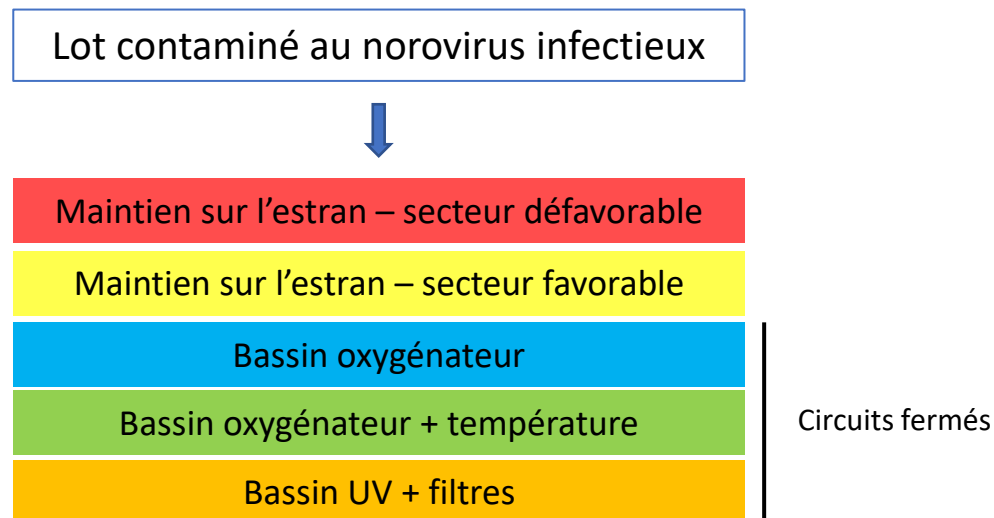 Lot contaminé au norovirus infectieux
Maintien sur l’estran – secteur défavorable
Maintien sur l’estran – secteur favorable
Bassin oxygénateur
Bassin oxygénateur + température
Bassin UV + filtres
Circuits fermés